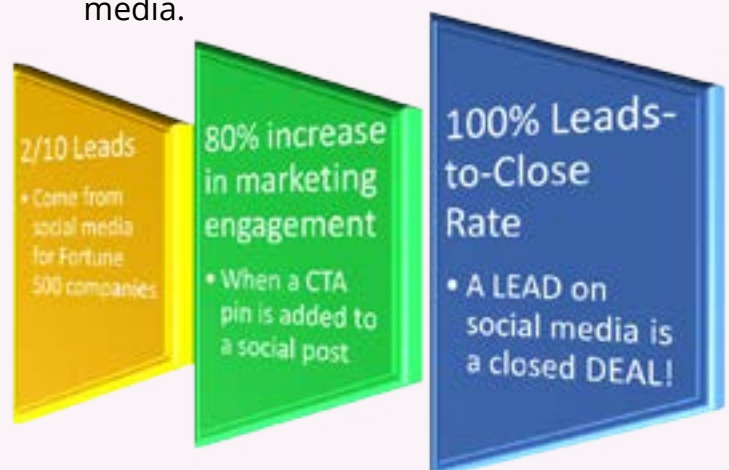 media.
2/10 Leads
• Come from
social media
for Fortune
500 companies
80% increase
in marketing
engagement
• When a CTA
pin is added to
a social post
100% Leads-
to-Close
Rate
• A LEAD on
social media is
a closed DEAL!